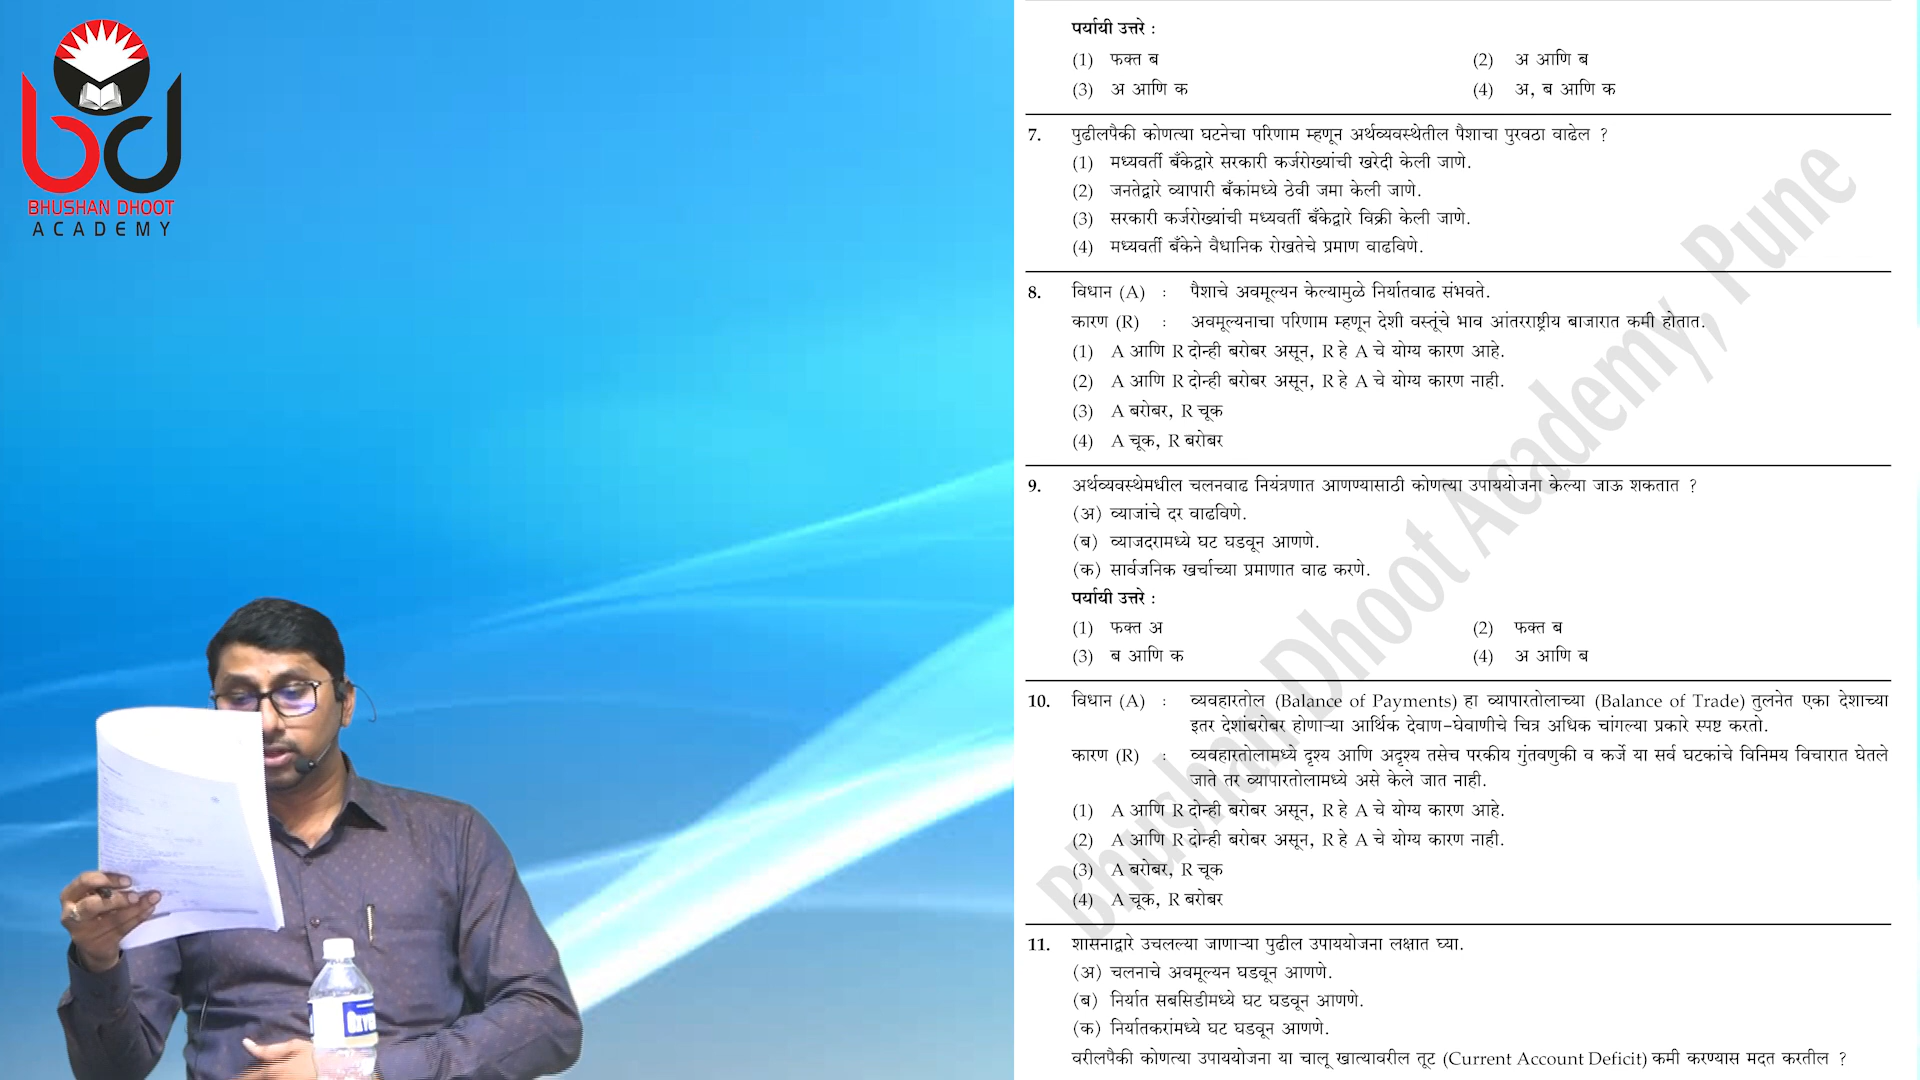 BHUSHAN DHOOT
ACADEMY
पर्यायी उत्तरे :
(1) फक्त ब (2) अ आणि ब
(3) अ आणि क (4) अ, ब आणि क
7. पुढीलपैकी कोणत्या घटनेचा परिणाम म्हणून अर्थव्यवस्थेतील पैशाचा पुरवठा वाढेल ?
(1) मध्यवर्ती बँकेद्वारे सरकारी कर्जरोख्यांची खरेदी केली जाणे.
(2) जनतेद्वारे व्यापारी बँकांमध्ये ठेवी जमा केली जाणे.
(3) सरकारी कर्जरोख्यांची मध्यवर्ती बँकेद्वारे विक्री केली जाणे.
(4) मध्यवर्ती बँकेने वैधानिक रोखतेचे प्रमाण वाढविणे.
8. विधान (A) : पैशाचे अवमूल्यन केल्यामुळे निर्यातवाढ संभवते.
कारण (R) : अवमूल्यनाचा परिणाम म्हणून देशी वस्तूंचे भाव आंतरराष्ट्रीय बाजारात कमी होतात.
(1) A आणि R दोन्ही बरोबर असून, R हे A चे योग्य कारण आहे.
(2) A आणि R दोन्ही बरोबर असून, R हे A चे योग्य कारण नाही.
(3) A बरोबर, R चूक
(4) A चूक, R बरोबर
9. अर्थव्यवस्थेमधील चलनवाढ नियंत्रणात आणण्यासाठी कोणत्या उपाययोजना केल्या जाऊ शकतात ?
(अ) व्याजांचे दर वाढविणे.
(ब) व्याजदरामध्ये घट घडवून आणणे.
(क) सार्वजनिक खर्चाच्या प्रमाणात वाढ करणे.
पर्यायी उत्तरे :
(1) फक्त अ (2) फक्त ब
(3) ब आणि क (4) अ आणि ब
10. विधान (A) : व्यवहारतोल (Balance of Payments) हा व्यापारतोलाच्या (Balance of Trade) तुलनेत एका देशाच्या
इतर देशांबरोबर होणाऱ्या आर्थिक देवाण-घेवाणीचे चित्र अधिक चांगल्या प्रकारे स्पष्ट करतो.
कारण (R) : व्यवहारतोलामध्ये दृश्य आणि अदृश्य तसेच परकीय गुंतवणुकी व कर्जे या सर्व घटकांचे विनिमय विचारात घेतले
जाते तर व्यापारतोलामध्ये असे केले जात नाही.
(1) A आणि R दोन्ही बरोबर असून, R हे A चे योग्य कारण आहे.
(2) A आणि R दोन्ही बरोबर असून, R हे A चे योग्य कारण नाही.
(3) A बरोबर, R चूक
(4) A चूक, R बरोबर
11. शासनाद्वारे उचलल्या जाणाऱ्या पुढील उपाययोजना लक्षात घ्या.
(अ) चलनाचे अवमूल्यन घडवून आणणे.
(ब) निर्यात सबसिडीमध्ये घट घडवून आणणे.
(क) निर्यातकरांमध्ये घट घडवून आणणे.
वरीलपैकी कोणत्या उपाययोजना या चालू खात्यावरील तूट (Current Account Deficit) कमी करण्यास मदत करतील ?
Bhushan Dhoot Academy, Pune